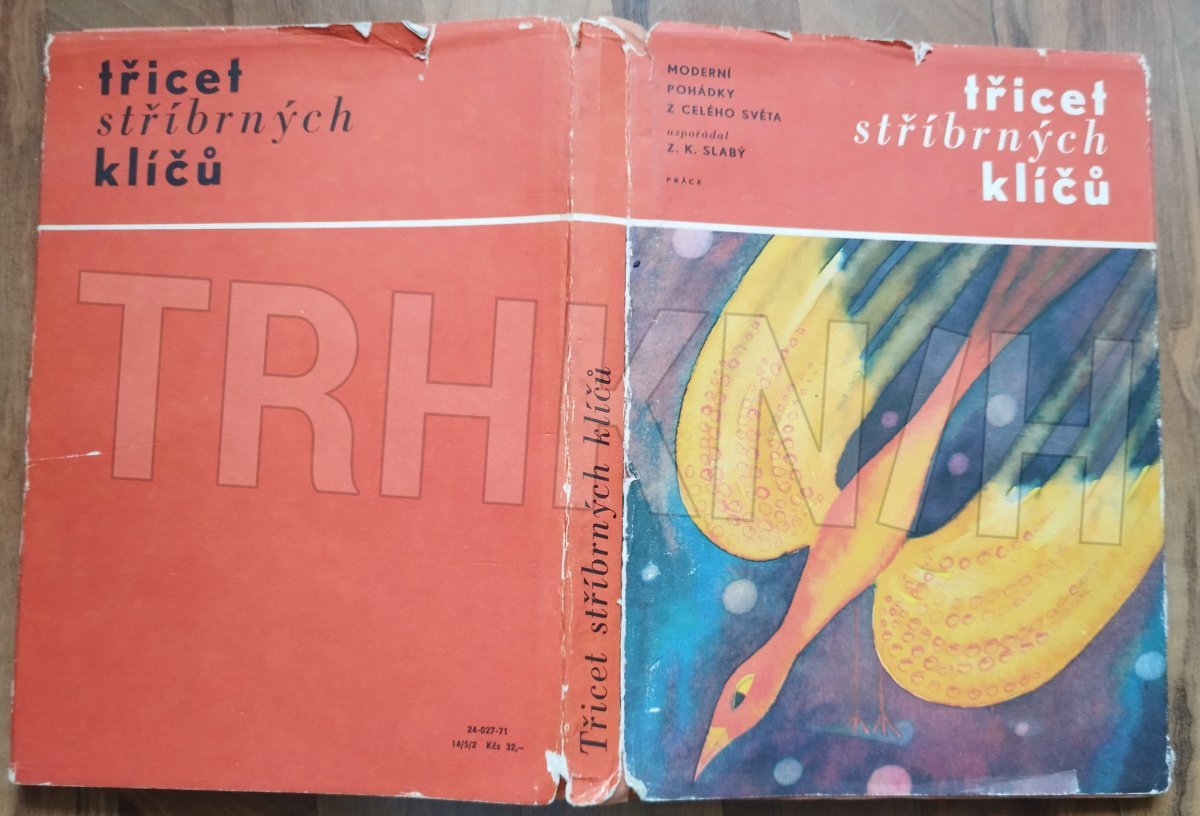 třicet
stříbrných
klíčů
24-027-71
14/5/2 Kčs 32,–
Třicet stříbrných klíčů
MODERNÍ
POHÁDKY
Z CELÉHO SVĚTA
uspořádal
Z. K. SLABÝ
PRÁCE
třicet
stříbrných
klíčů
TRHKNIH